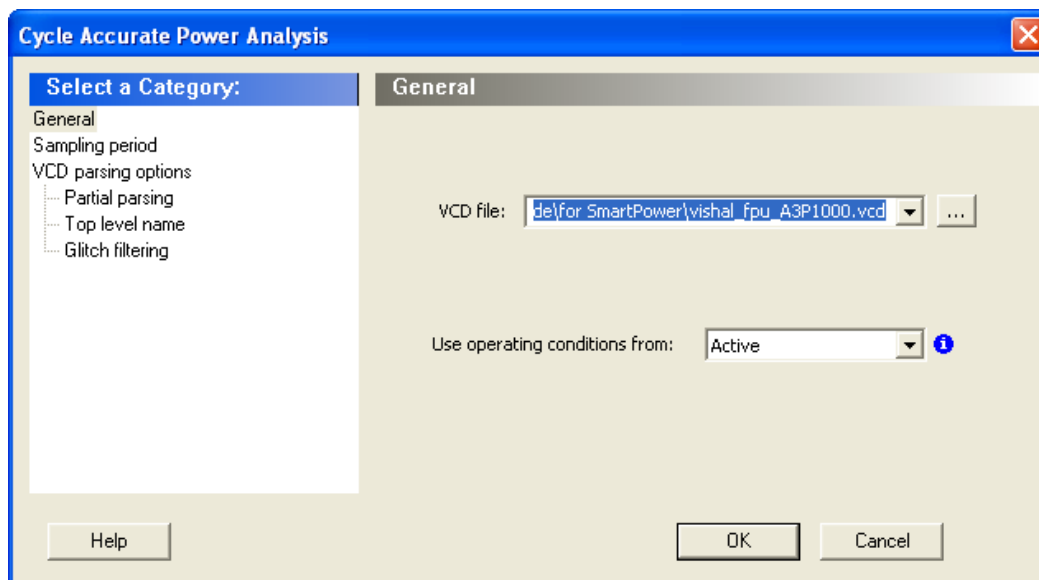 Cycle Accurate Power Analysis
Select a Category:
General
General
Sampling period
VCD parsing options
Partial parsing
Top level name
Glitch filtering
VCD file: de\for SmartPower\vishal_fpu_A3P1000.vcd ...
Use operating conditions from: Active
Help
OK
Cancel